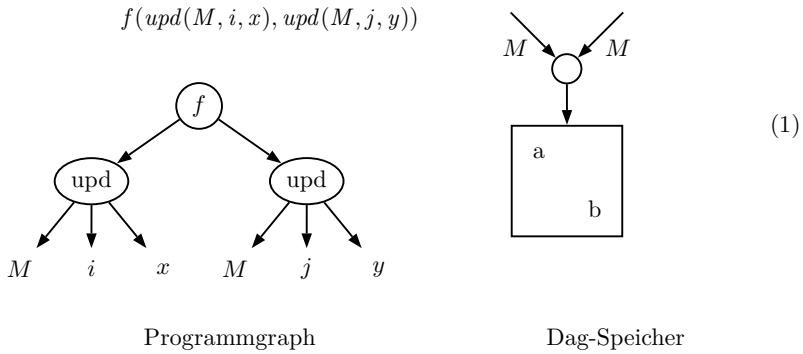 f(upd(M, i, x), upd(M, j, y))
M M
f
(1)
a
upd upd
b
M i x M j y
Programmgraph Dag-Speicher